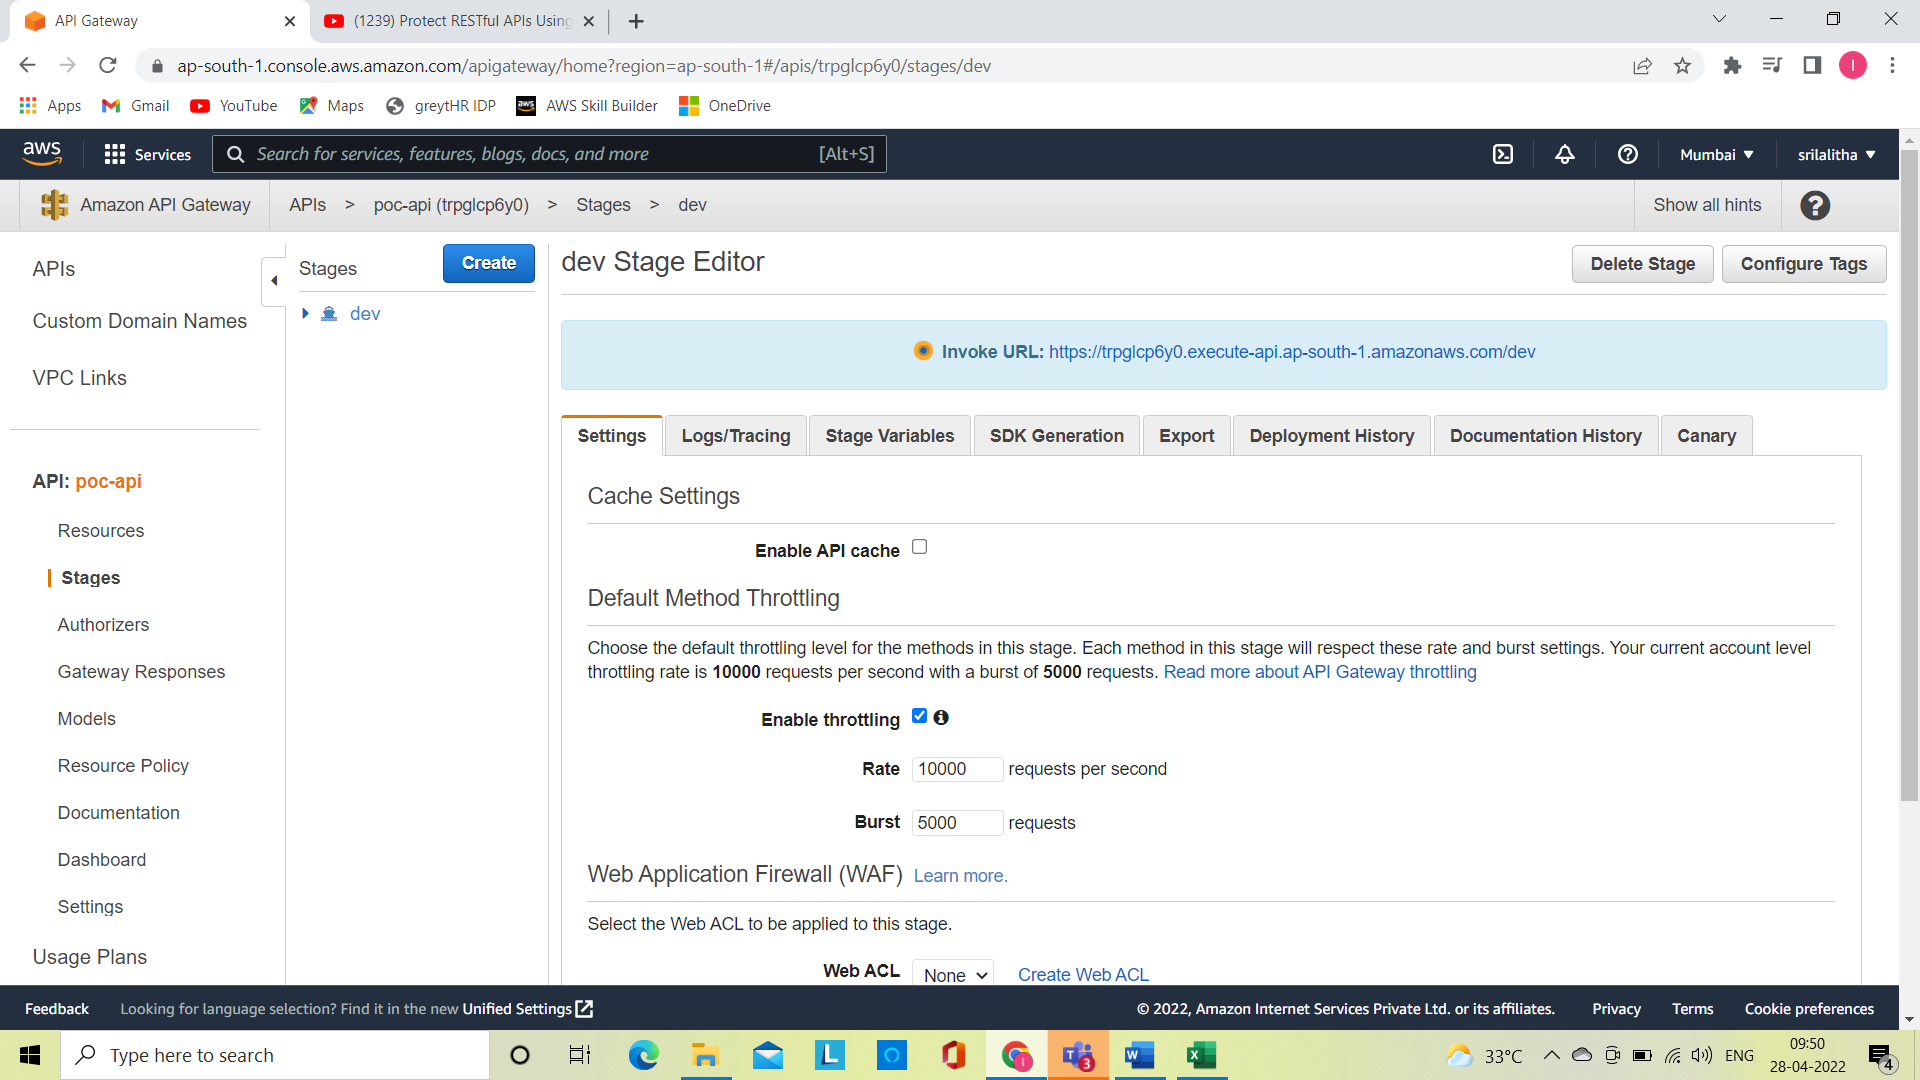 API Gateway
(1239) Protect RESTful APIs Using
ap-south-1.console.aws.amazon.com/apigateway/home?region=ap-south-1#/apis/trpglcp6y0/stages/dev
I
Apps
Gmail
YouTube
Maps
greytHR IDP
aws
AWS Skill Builder
OneDrive
aws
Services
Search for services, features, blogs, docs, and more
[Alt+S]
Mumbai
srilalitha
Amazon API Gateway
APIs > poc-api (trpglcp6y0) > Stages > dev
Show all hints
APIs
Custom Domain Names
VPC Links
API: poc-api
Resources
Stages
Authorizers
Gateway Responses
Models
Resource Policy
Documentation
Dashboard
Settings
Usage Plans
Stages
Create
dev
dev Stage Editor
Delete Stage
Configure Tags
Invoke URL: https://trpglcp6y0.execute-api.ap-south-1.amazonaws.com/dev
Settings
Logs/Tracing
Stage Variables
SDK Generation
Export
Deployment History
Documentation History
Canary
Cache Settings
Enable API cache
Default Method Throttling
Choose the default throttling level for the methods in this stage. Each method in this stage will respect these rate and burst settings. Your current account level
throttling rate is 10000 requests per second with a burst of 5000 requests. Read more about API Gateway throttling
Enable throttling
Rate 10000 requests per second
Burst 5000 requests
Web Application Firewall (WAF) Learn more.
Select the Web ACL to be applied to this stage.
Web ACL None Create Web ACL
Feedback
Looking for language selection? Find it in the new Unified Settings
© 2022, Amazon Internet Services Private Ltd. or its affiliates.
Privacy
Terms
Cookie preferences
Type here to search
L
I
T
3
W
X
33°C
ENG
09:50
28-04-2022
4